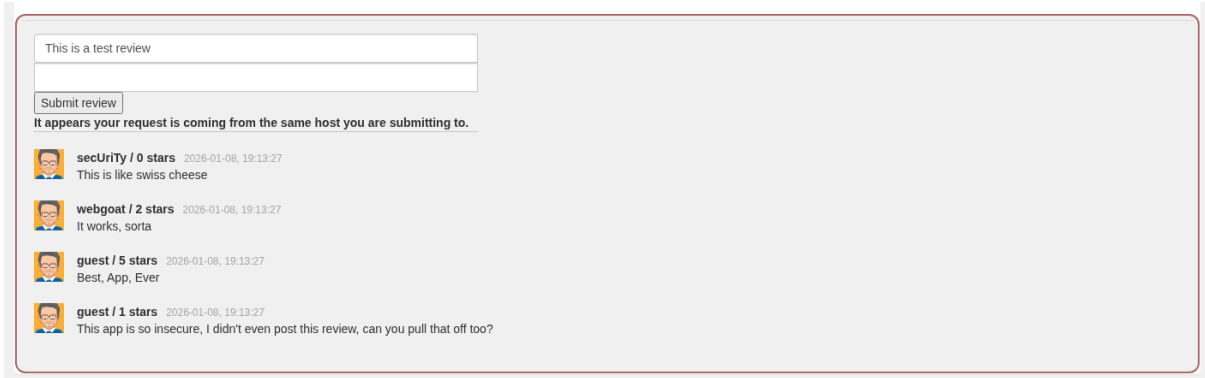 This is a test review
Submit review
It appears your request is coming from the same host you are submitting to.
secUriTy / 0 stars 2026-01-08, 19:13:27
This is like swiss cheese
webgoat / 2 stars 2026-01-08, 19:13:27
It works, sorta
guest / 5 stars 2026-01-08, 19:13:27
Best, App, Ever
guest / 1 stars 2026-01-08, 19:13:27
This app is so insecure, I didn't even post this review, can you pull that off too?